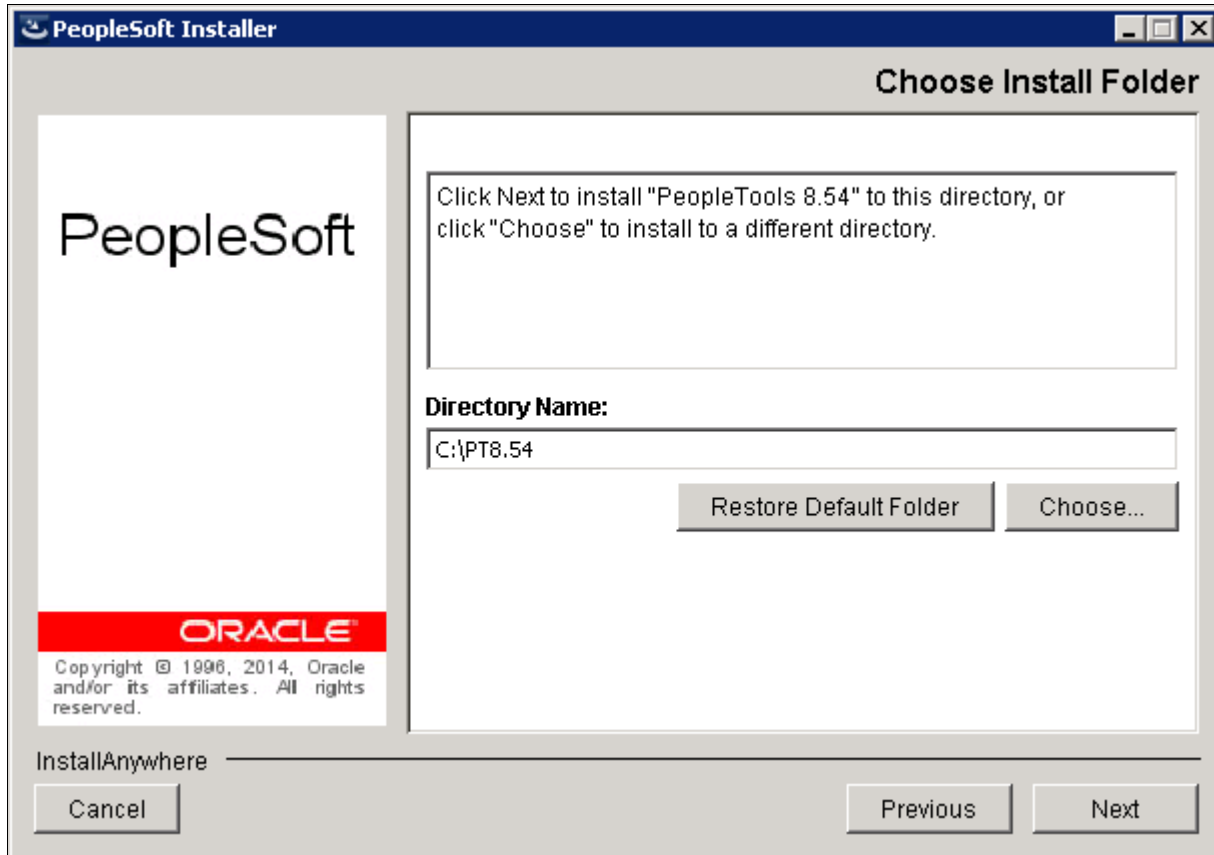 PeopleSoft Installer
Choose Install Folder
PeopleSoft
ORACLE
Copyright © 1996, 2014, Oracle
and/or its affiliates. All rights
reserved.
Click Next to install "PeopleTools 8.54" to this directory, or
click "Choose" to install to a different directory.
Directory Name:
C:\PT8.54
Restore Default Folder
Choose...
InstallAnywhere
Cancel
Previous
Next